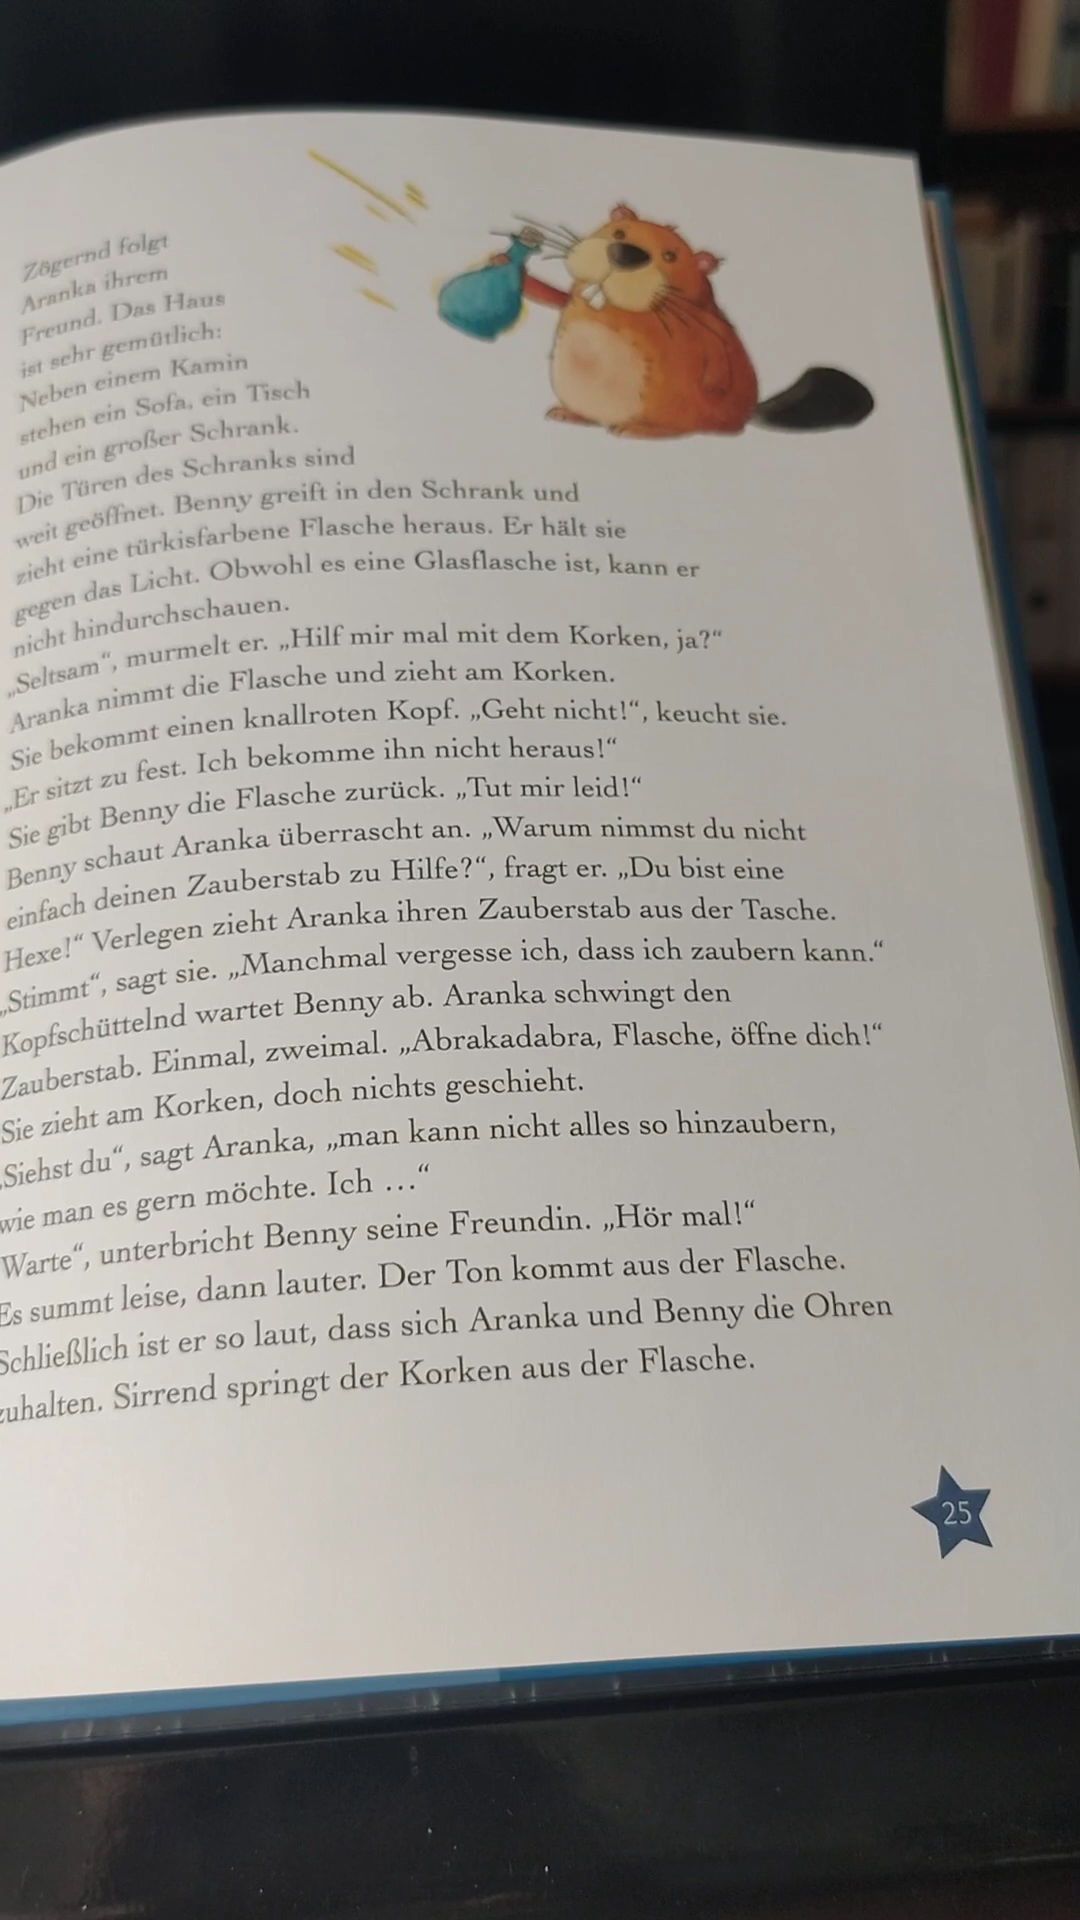 Zögernd folgt
Aranka ihrem
Freund. Das Haus
ist sehr gemütlich:
Neben einem Kamin
stehen ein Sofa, ein Tisch
und ein großer Schrank.
Die Türen des Schranks sind
weit geöffnet. Benny greift in den Schrank und
zieht eine türkisfarbene Flasche heraus. Er hält sie
gegen das Licht. Obwohl es eine Glasflasche ist, kann er
nicht hindurchschauen.
„Seltsam“, murmelt er. „Hilf mir mal mit dem Korken, ja?“
Aranka nimmt die Flasche und zieht am Korken.
Sie bekommt einen knallroten Kopf. „Geht nicht!“, keucht sie.
„Er sitzt zu fest. Ich bekomme ihn nicht heraus!“
Sie gibt Benny die Flasche zurück. „Tut mir leid!“
Benny schaut Aranka überrascht an. „Warum nimmst du nicht
einfach deinen Zauberstab zu Hilfe?“, fragt er. „Du bist eine
Hexe!“ Verlegen zieht Aranka ihren Zauberstab aus der Tasche.
„Stimmt“, sagt sie. „Manchmal vergesse ich, dass ich zaubern kann.“
Kopfschüttelnd wartet Benny ab. Aranka schwingt den
Zauberstab. Einmal, zweimal. „Abrakadabra, Flasche, öffne dich!“
Sie zieht am Korken, doch nichts geschieht.
„Siehst du“, sagt Aranka, „man kann nicht alles so hinzaubern,
wie man es gern möchte. Ich …“
Warte“, unterbricht Benny seine Freundin. „Hör mal!“
Es summt leise, dann lauter. Der Ton kommt aus der Flasche.
Schließlich ist er so laut, dass sich Aranka und Benny die Ohren
zuhalten. Sirrend springt der Korken aus der Flasche.
25